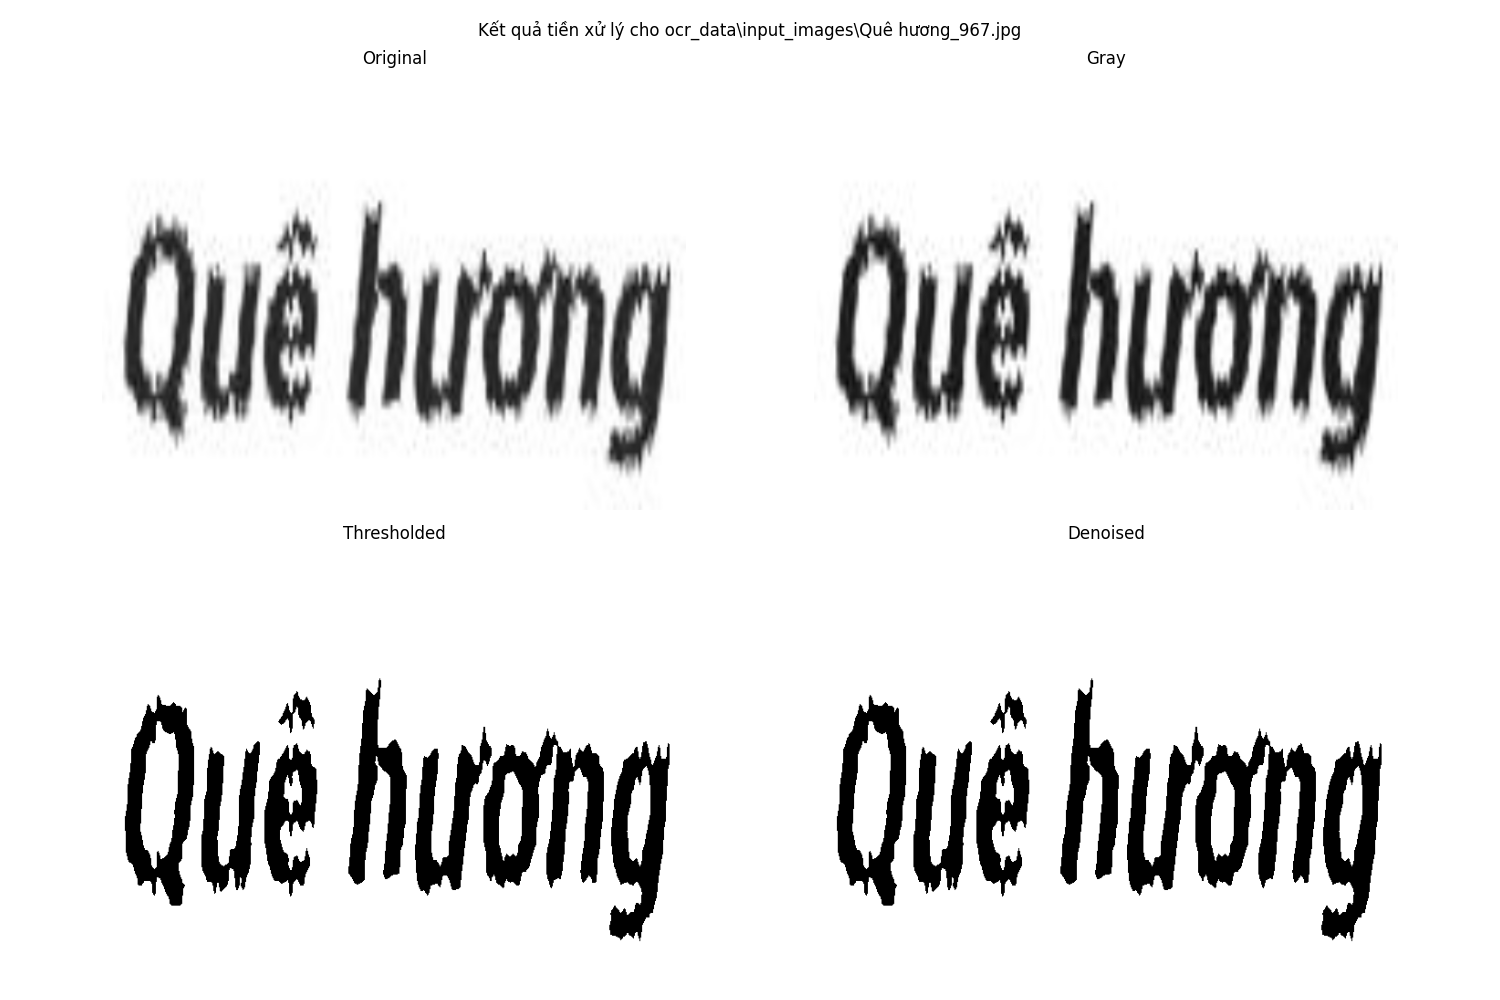 Kết quả tiền xử lý cho ocr_data\input_images\Quê hương_967.jpg
Original
Gray
Quê hương
Quê hương
Thresholded
Denoised
Quê hương
Quê hương